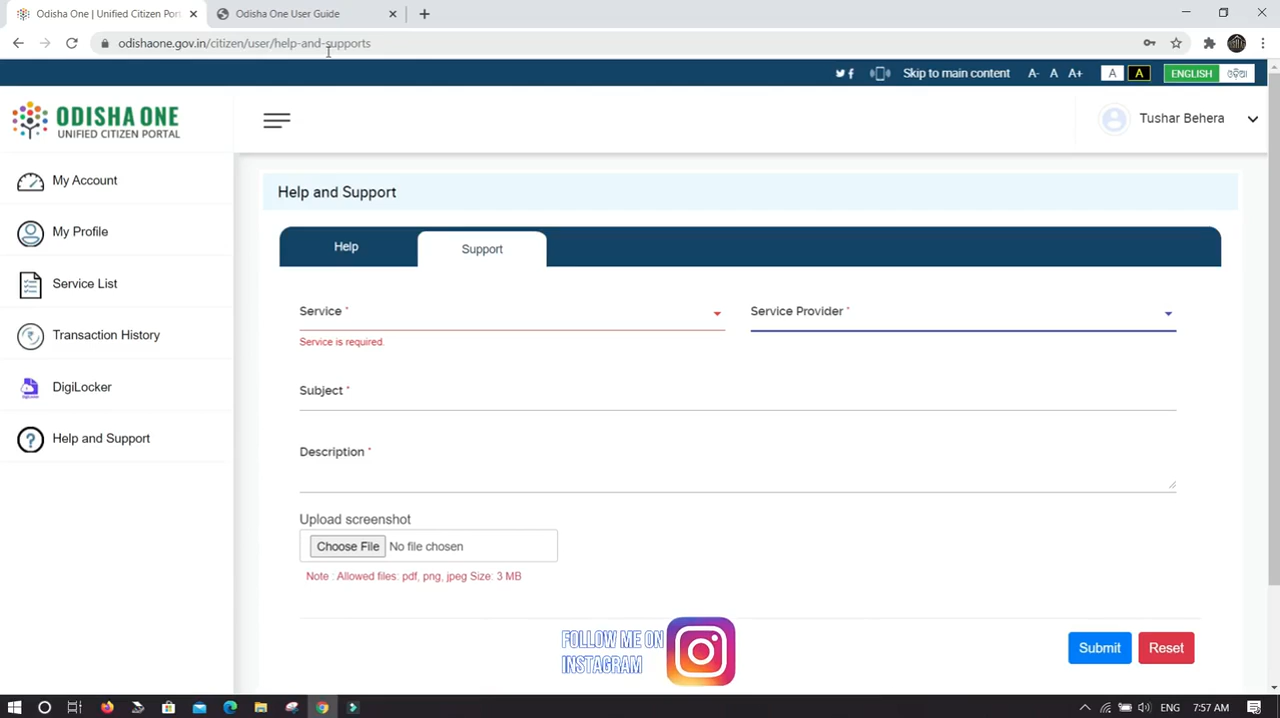 Odisha One | Unified Citizen Port
Odisha One User Guide
odishaone.gov.in/citizen/user/help-and-supports
Skip to main content A- A A+ A A ENGLISH ଓଡ଼ିଆ
ODISHA ONE
UNIFIED CITIZEN PORTAL
Tushar Behera
My Account
My Profile
Service List
Transaction History
DigiLocker
Help and Support
Help and Support
Help
Support
Service *
Service Provider *
Service is required.
Subject *
Description *
Upload screenshot
Choose File No file chosen
Note : Allowed files: pdf, png, jpeg Size: 3 MB
FOLLOW ME ON
INSTAGRAM
Submit
Reset
ENG 7:57 AM